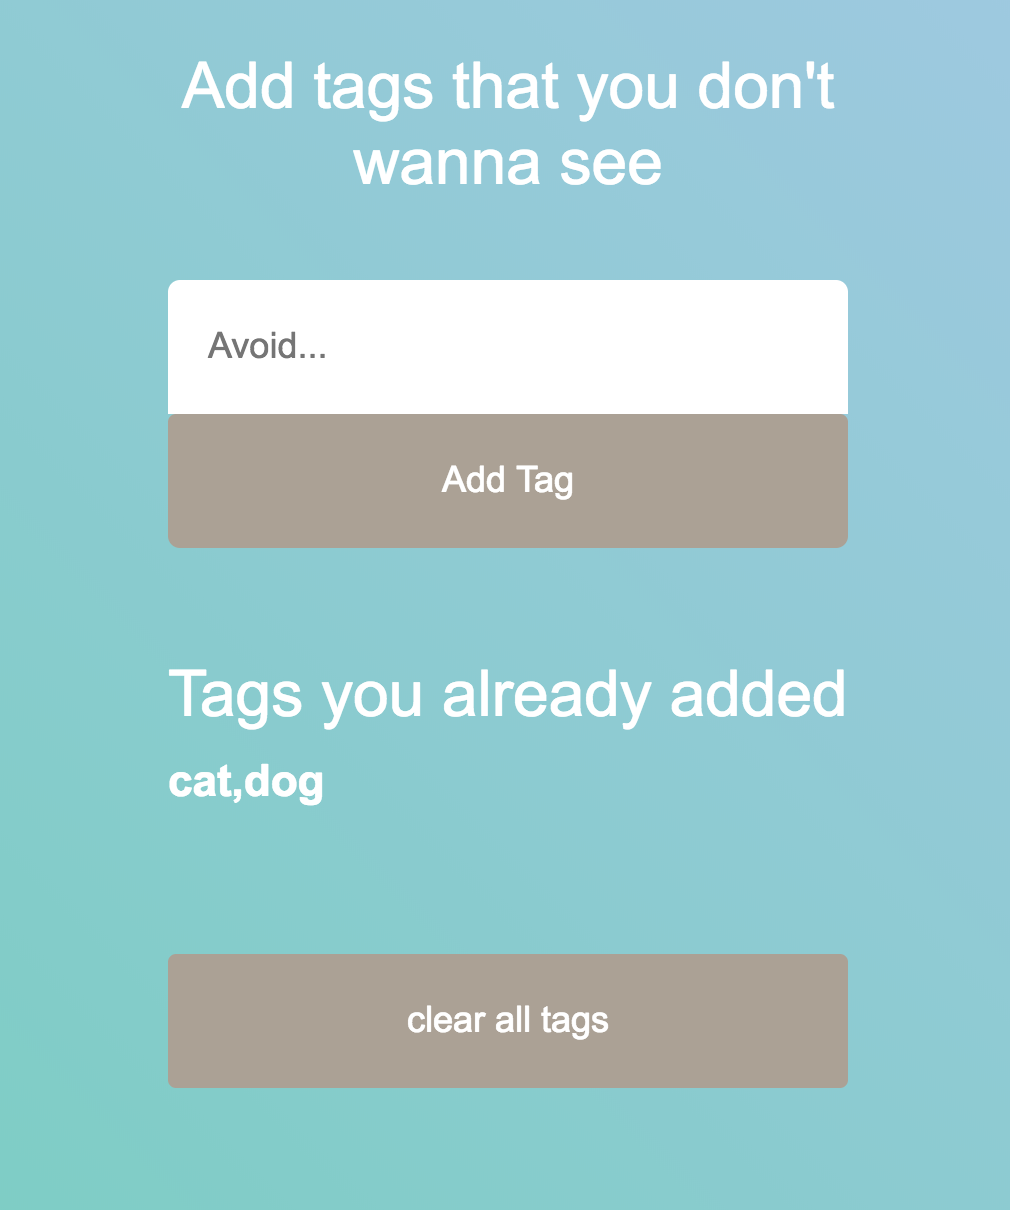 Add tags that you don't
wanna see
Avoid...
Add Tag
Tags you already added
cat,dog
clear all tags